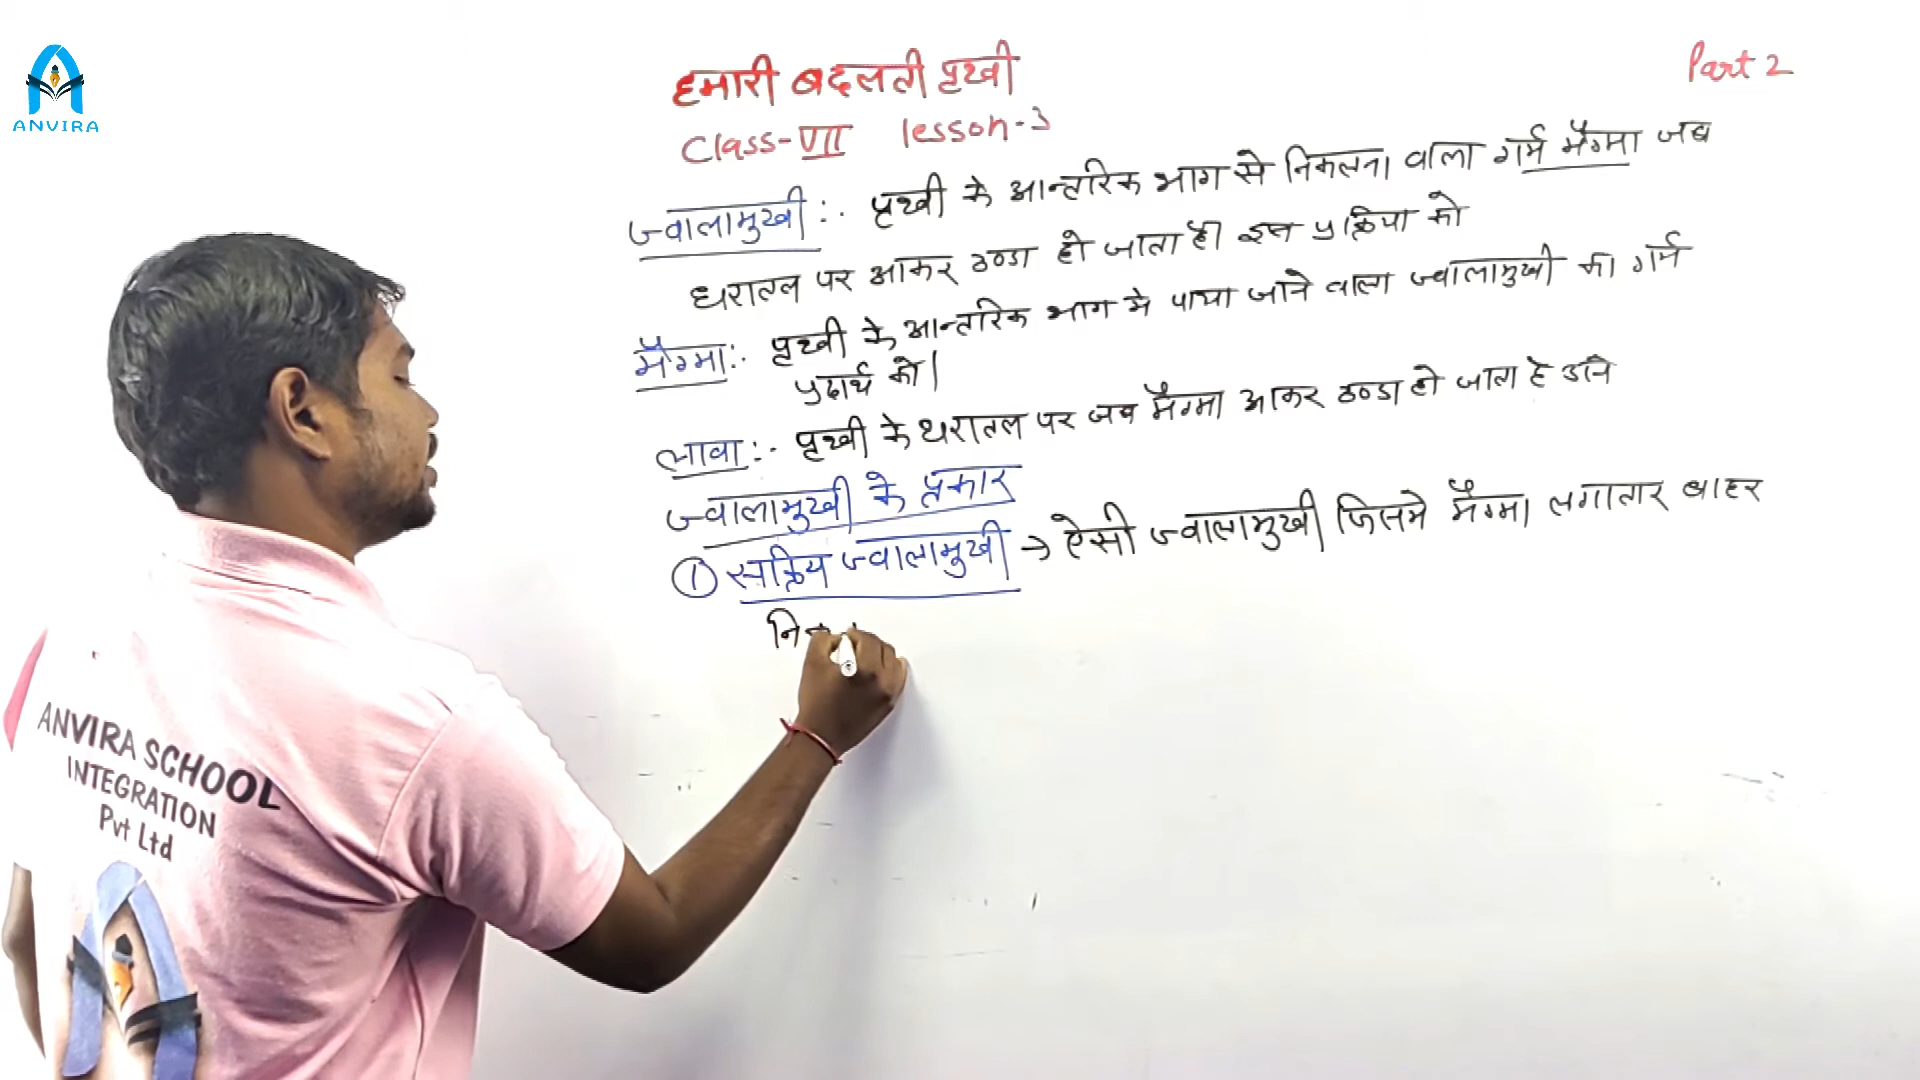 ANVIRA
हमारी बदलती पृथ्वी
Part 2
Class-VII lesson-3
ज्वालामुखी :- पृथ्वी के आन्तरिक भाग से निकलना वाला गर्म मैग्मा जब
धरातल पर आकर ठण्डा हो जाता है। इस प्रक्रिया को
मैग्मा:- पृथ्वी के आन्तरिक भाग मे पाया जाने वाला ज्वालामुखी का गर्म
पदार्थ को।
लावा:- पृथ्वी के धरातल पर जब मैग्मा आकर ठण्डा हो जाता है उसे
ज्वालामुखी के प्रकार
① सक्रिय ज्वालामुखी → ऐसी ज्वालामुखी जिसमे मैग्मा लगातार बाहर
ANVIRA SCHOOL
INTEGRATION
Pvt Ltd